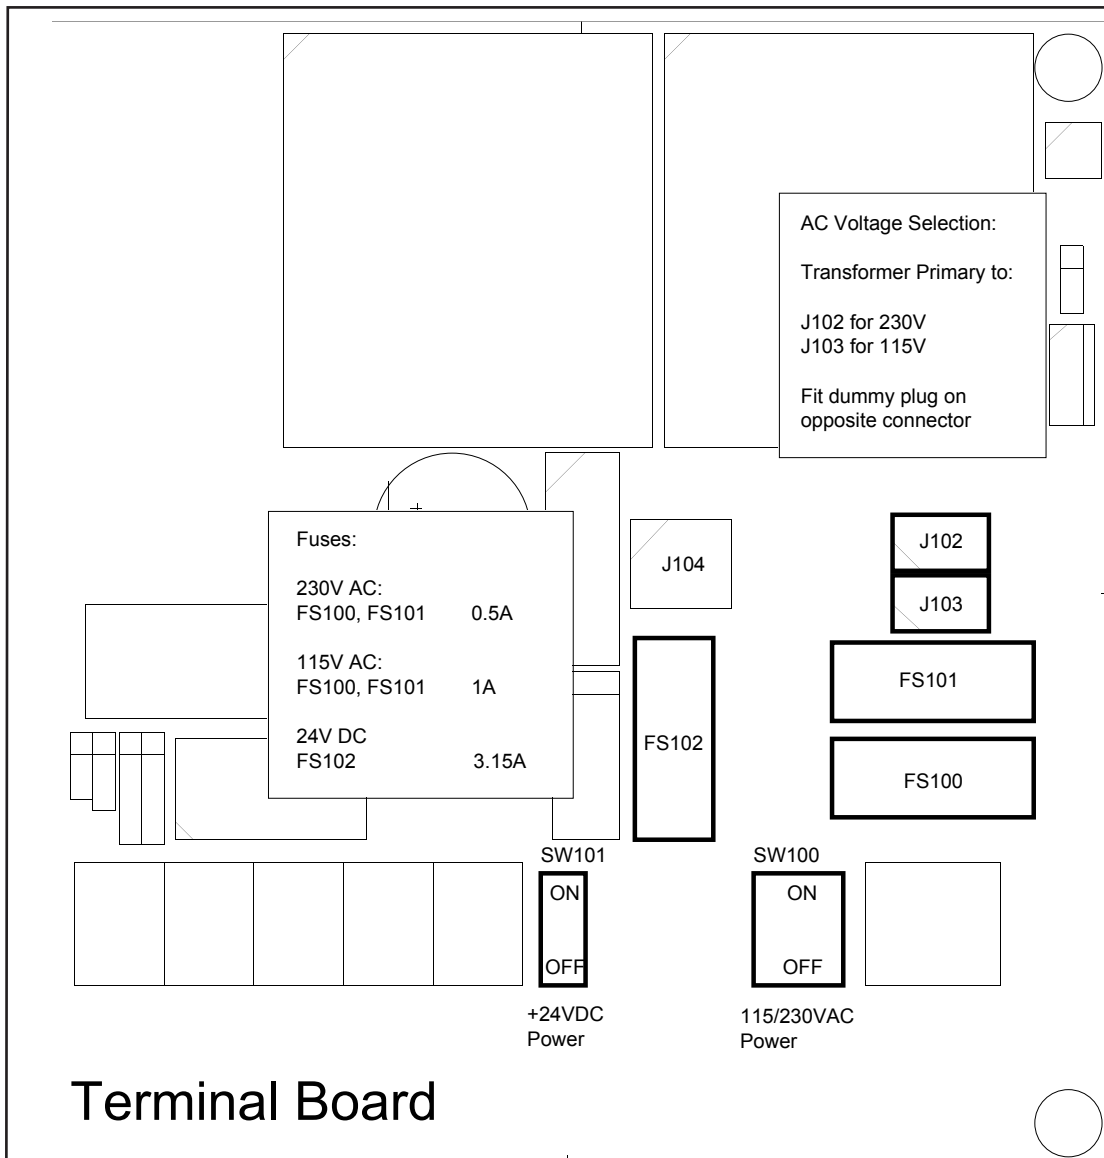 AC Voltage Selection:
Transformer Primary to:
J102 for 230V
J103 for 115V
Fit dummy plug on
opposite connector
Fuses:
230V AC:
FS100, FS101 0.5A
115V AC:
FS100, FS101 1A
24V DC
FS102 3.15A
J104
J102
J103
FS101
FS102
FS100
SW101
ON
OFF
+24VDC
Power
SW100
ON
OFF
115/230VAC
Power
Terminal Board